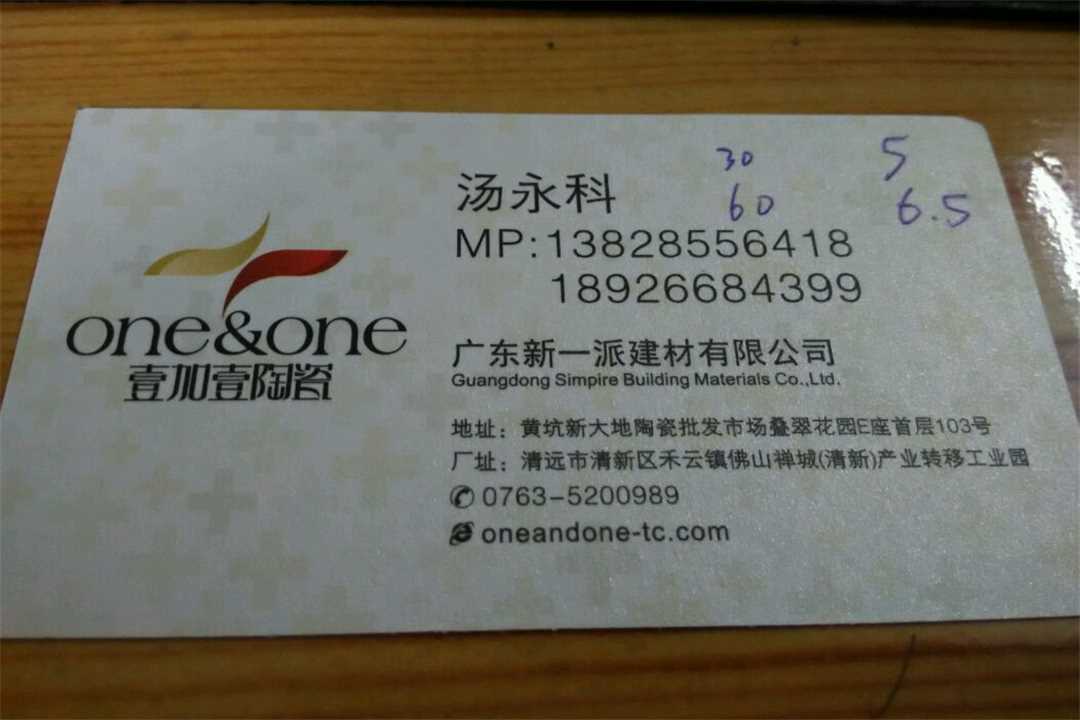 30 5
60 6.5
汤永科
MP:13828556418
18926684399
one&one
壹加壹陶瓷
广东新一派建材有限公司
Guangdong Simpire Building Materials Co.,Ltd.
地址：黄坑新大地陶瓷批发市场叠翠花园E座首层103号
厂址：清远市清新区禾云镇佛山禅城(清新)产业转移工业园
0763-5200989
oneandone-tc.com